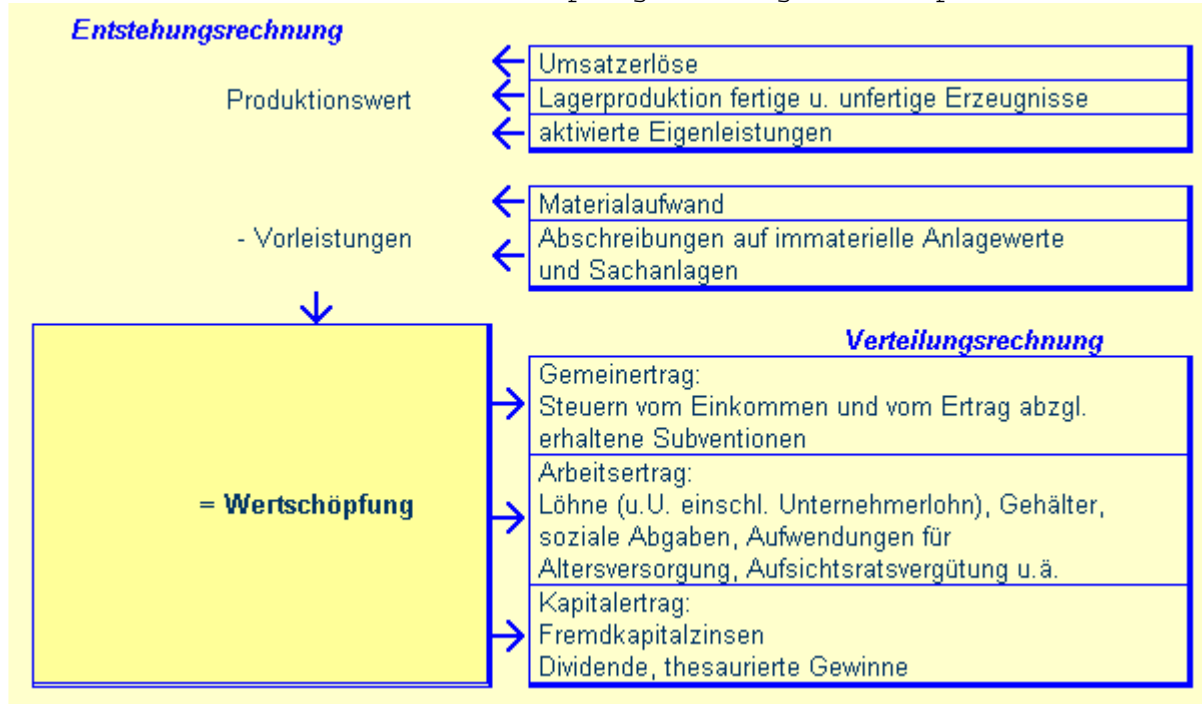 Entstehungsrechnung
Umsatzerlöse
Produktionswert
Lagerproduktion fertige u. unfertige Erzeugnisse
aktivierte Eigenleistungen
Materialaufwand
- Vorleistungen
Abschreibungen auf immaterielle Anlagewerte
und Sachanlagen
Verteilungsrechnung
Gemeinertrag:
Steuern vom Einkommen und vom Ertrag abzgl.
erhaltene Subventionen
= Wertschöpfung
Arbeitsertrag:
Löhne (u.U. einschl. Unternehmerlohn), Gehälter,
soziale Abgaben, Aufwendungen für
Altersversorgung, Aufsichtsratsvergütung u.ä.
Kapitalertrag:
Fremdkapitalzinsen
Dividende, thesaurierte Gewinne